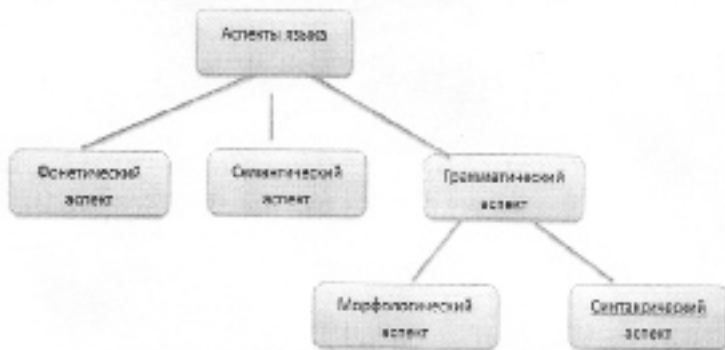 Аспекты языка
Фонетический
аспект
Семантический
аспект
Грамматический
аспект
Морфологический
аспект
Синтаксический
аспект